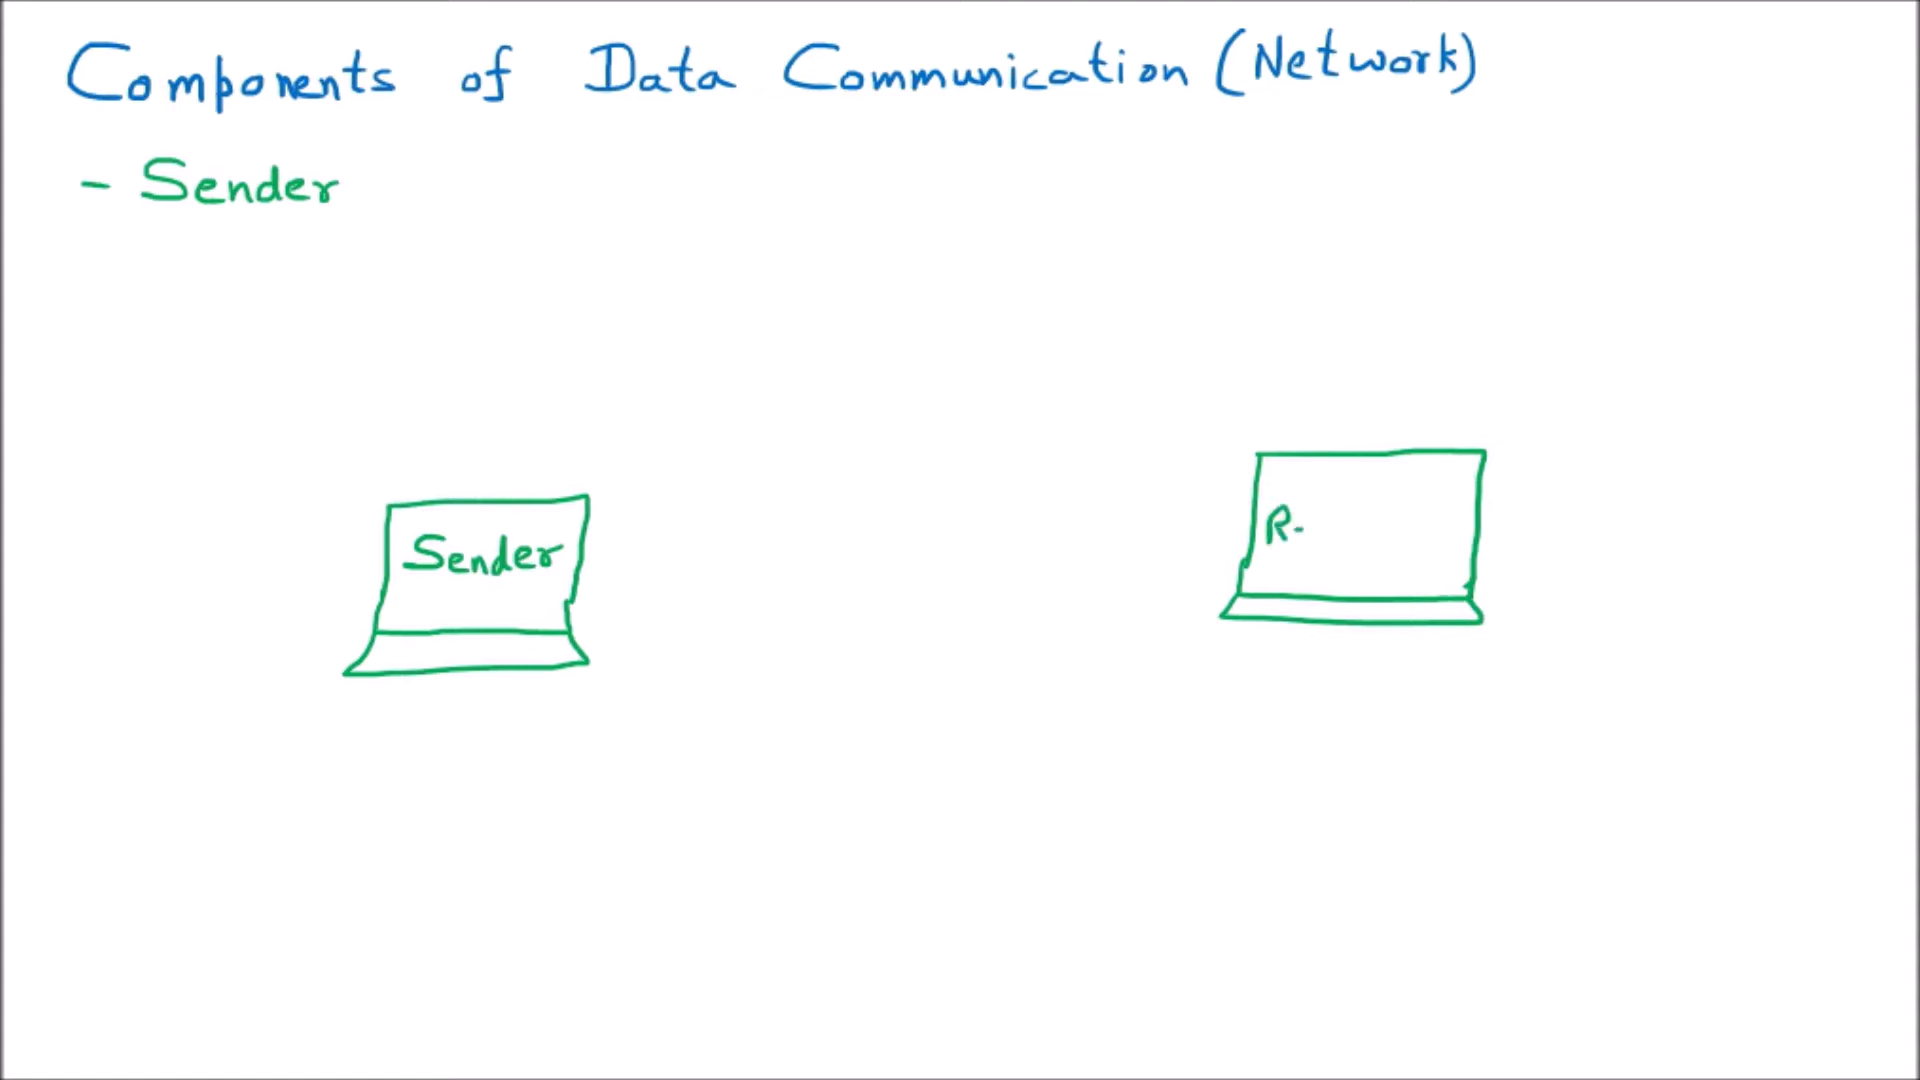 Components of Data Communication (Network)
- Sender
Sender
R-